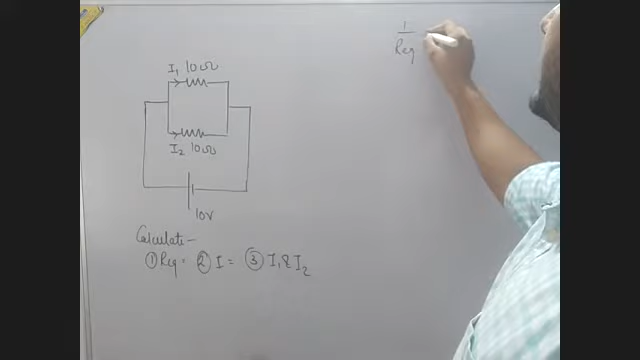 I₁ 10Ω
I₂ 10Ω
10V
Calculate –
① Req = ② I = ③ I₁ & I₂
1
Req